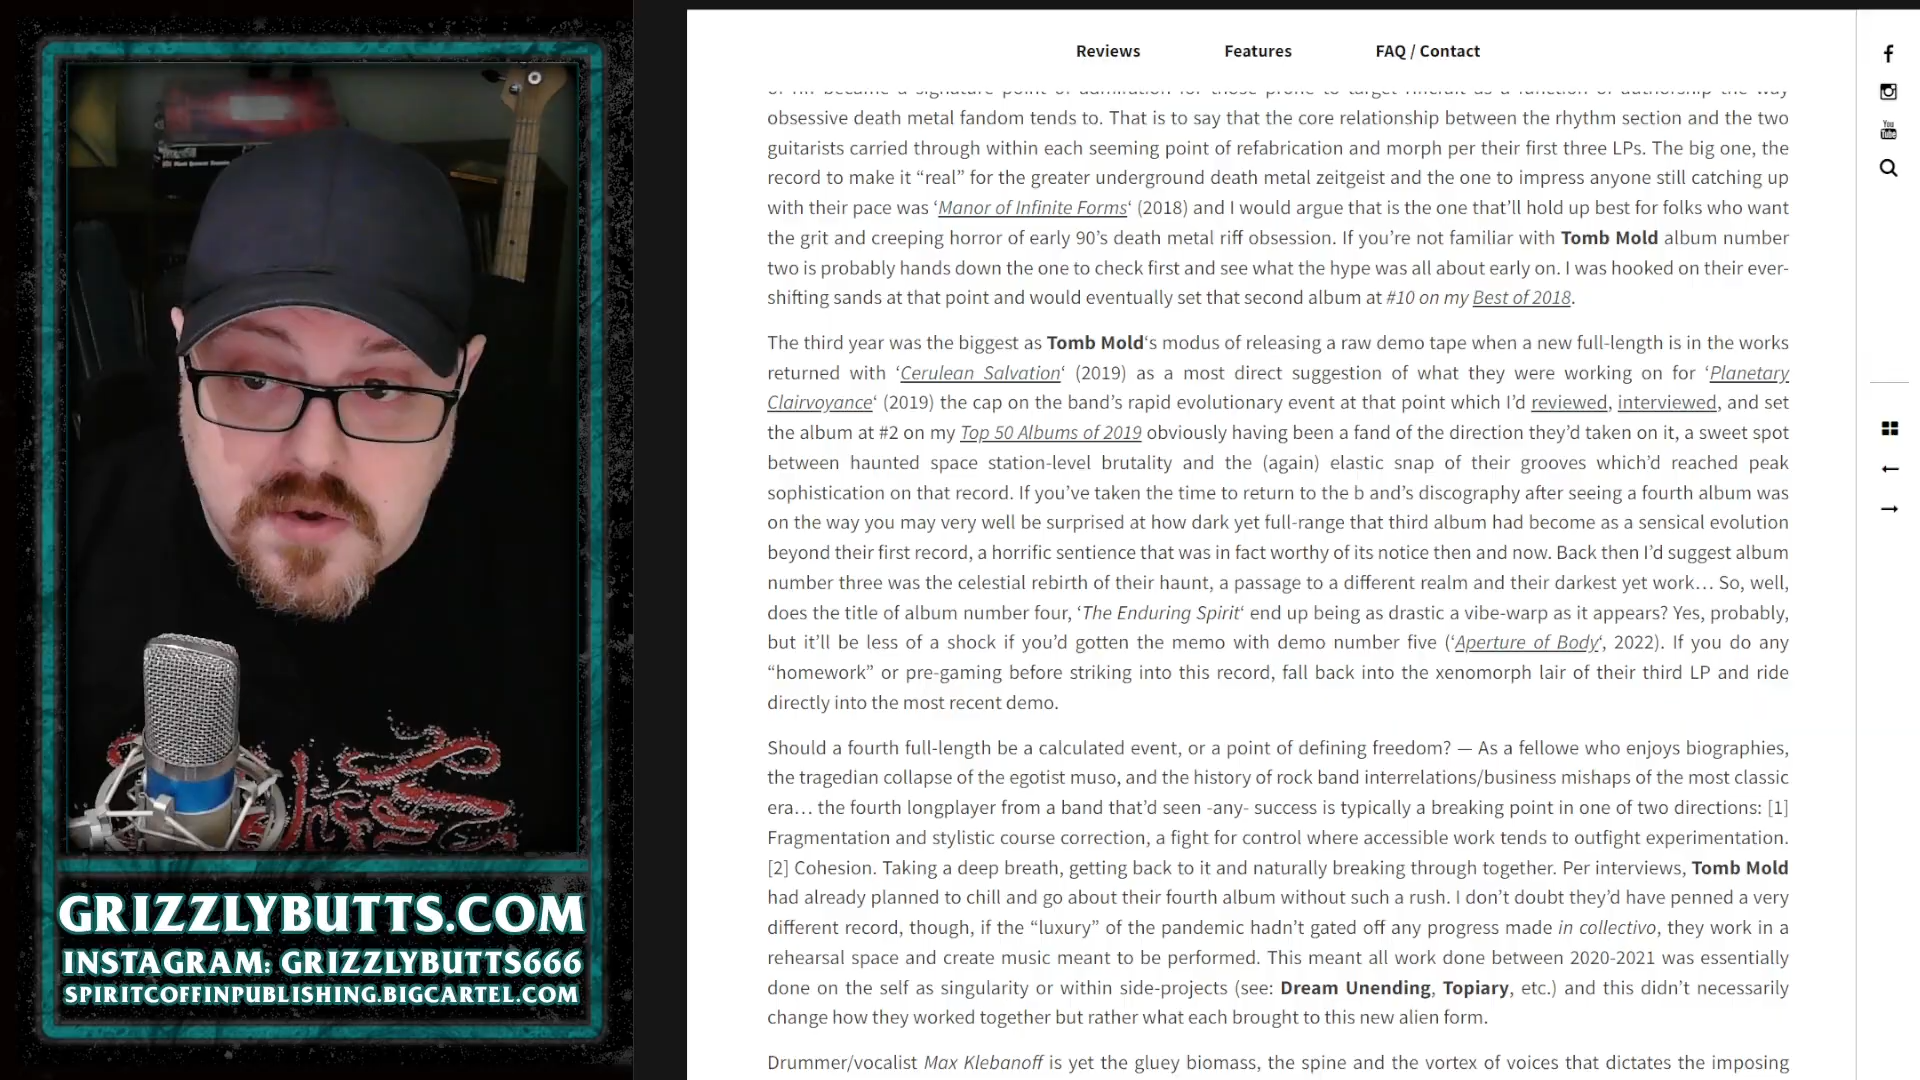 Reviews
Features
FAQ / Contact
obsessive death metal fandom tends to. That is to say that the core relationship between the rhythm section and the two
guitarists carried through within each seeming point of refabrication and morph per their first three LPs. The big one, the
record to make it “real” for the greater underground death metal zeitgeist and the one to impress anyone still catching up
with their pace was ‘Manor of Infinite Forms‘ (2018) and I would argue that is the one that’ll hold up best for folks who want
the grit and creeping horror of early 90’s death metal riff obsession. If you’re not familiar with Tomb Mold album number
two is probably hands down the one to check first and see what the hype was all about early on. I was hooked on their ever-
shifting sands at that point and would eventually set that second album at #10 on my Best of 2018.
The third year was the biggest as Tomb Mold‘s modus of releasing a raw demo tape when a new full-length is in the works
returned with ‘Cerulean Salvation‘ (2019) as a most direct suggestion of what they were working on for ‘Planetary
Clairvoyance‘ (2019) the cap on the band’s rapid evolutionary event at that point which I’d reviewed, interviewed, and set
the album at #2 on my Top 50 Albums of 2019 obviously having been a fand of the direction they’d taken on it, a sweet spot
between haunted space station-level brutality and the (again) elastic snap of their grooves which’d reached peak
sophistication on that record. If you’ve taken the time to return to the b and’s discography after seeing a fourth album was
on the way you may very well be surprised at how dark yet full-range that third album had become as a sensical evolution
beyond their first record, a horrific sentience that was in fact worthy of its notice then and now. Back then I’d suggest album
number three was the celestial rebirth of their haunt, a passage to a different realm and their darkest yet work… So, well,
does the title of album number four, ‘The Enduring Spirit‘ end up being as drastic a vibe-warp as it appears? Yes, probably,
but it’ll be less of a shock if you’d gotten the memo with demo number five (‘Aperture of Body‘, 2022). If you do any
“homework” or pre-gaming before striking into this record, fall back into the xenomorph lair of their third LP and ride
directly into the most recent demo.
Should a fourth full-length be a calculated event, or a point of defining freedom? — As a fellowe who enjoys biographies,
the tragedian collapse of the egotist muso, and the history of rock band interrelations/business mishaps of the most classic
era… the fourth longplayer from a band that’d seen -any- success is typically a breaking point in one of two directions: [1]
Fragmentation and stylistic course correction, a fight for control where accessible work tends to outfight experimentation.
[2] Cohesion. Taking a deep breath, getting back to it and naturally breaking through together. Per interviews, Tomb Mold
had already planned to chill and go about their fourth album without such a rush. I don’t doubt they’d have penned a very
different record, though, if the “luxury” of the pandemic hadn’t gated off any progress made in collectivo, they work in a
rehearsal space and create music meant to be performed. This meant all work done between 2020-2021 was essentially
done on the self as singularity or within side-projects (see: Dream Unending, Topiary, etc.) and this didn’t necessarily
change how they worked together but rather what each brought to this new alien form.
Drummer/vocalist Max Klebanoff is yet the gluey biomass, the spine and the vortex of voices that dictates the imposing
You
Tube
GRIZZLYBUTTS.COM
INSTAGRAM: GRIZZLYBUTTS666
SPIRITCOFFINPUBLISHING.BIGCARTEL.COM